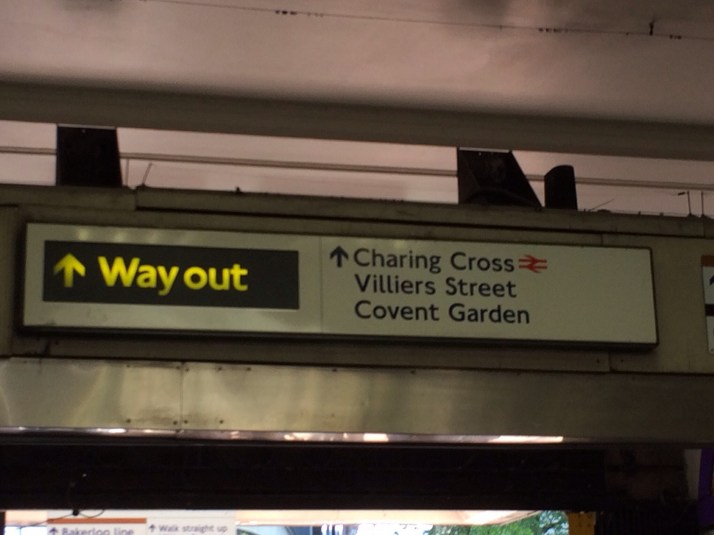 Way out
Charing Cross
Villiers Street
Covent Garden
Bakerloo line
Walk straight up